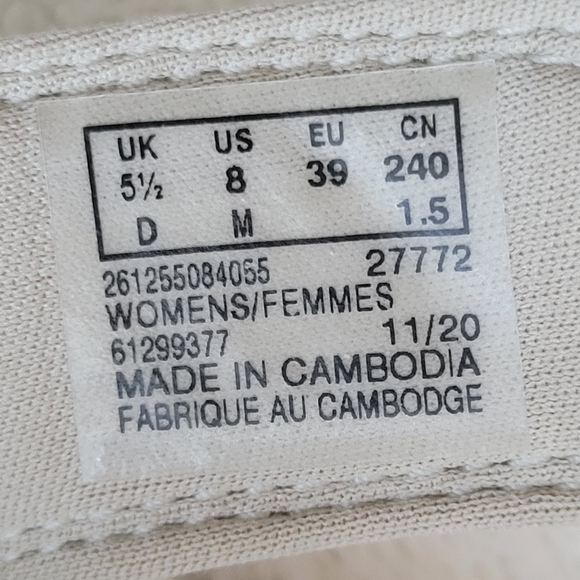 UK US EU CN
5½ 8 39 240
D M 1.5
261255084055 27772
WOMENS/FEMMES
61299377 11/20
MADE IN CAMBODIA
FABRIQUE AU CAMBODGE